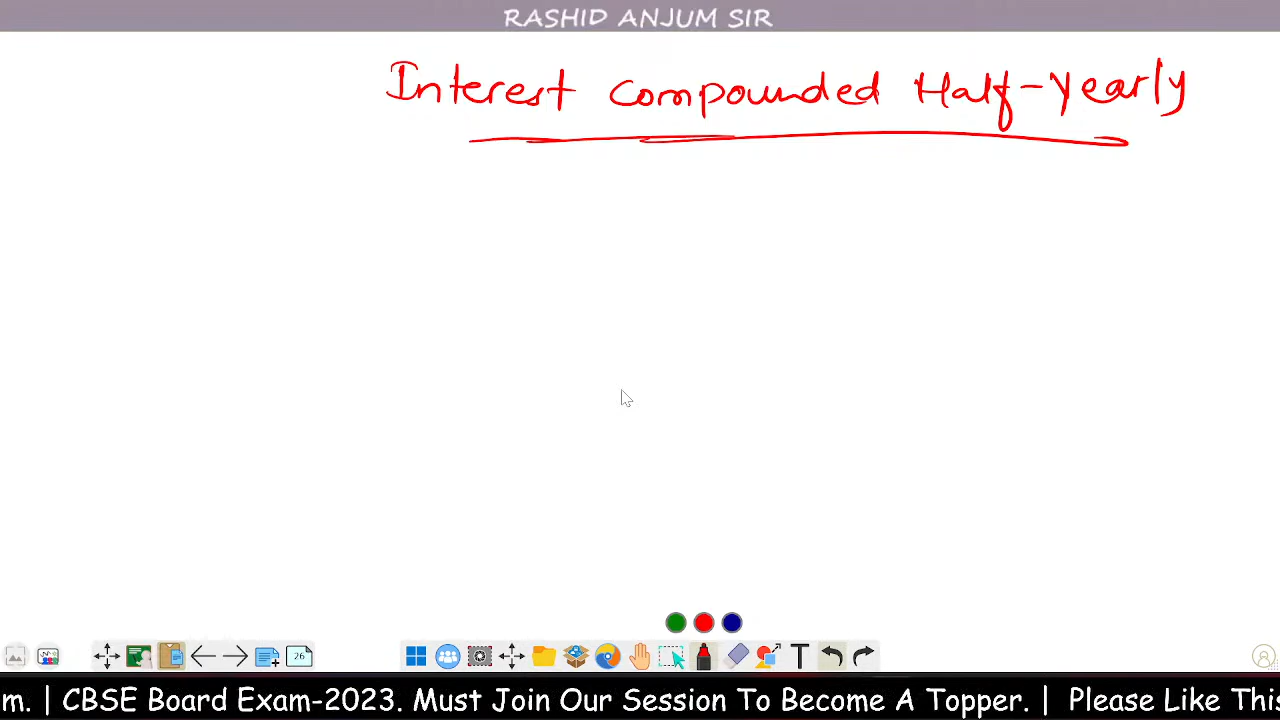 RASHID ANJUM SIR
Interest compounded Half-Yearly
26
T
m. | CBSE Board Exam-2023. Must Join Our Session To Become A Topper. | Please Like This